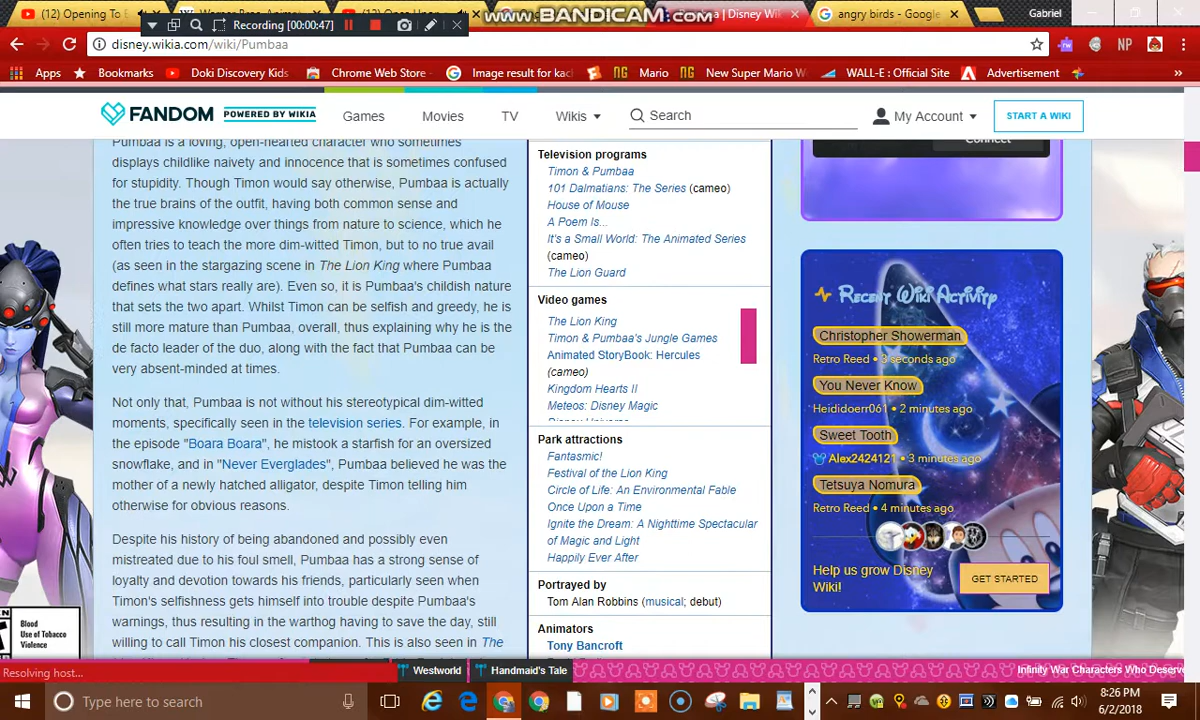 (12) Opening To D
Warner Bros. Anima
(12) Once Upon a
www.BANDICAM.com
| Disney Wiki
angry birds - Google
Gabriel
Recording [00:00:47]
disney.wikia.com/wiki/Pumbaa
NP
Apps
Bookmarks
Doki Discovery Kids
Chrome Web Store -
Image result for kac
NG Mario
NG New Super Mario W
WALL-E : Official Site
Advertisement
»
FANDOM
POWERED BY WIKIA
Games
Movies
TV
Wikis
Search
My Account
START A WIKI
Pumbaa is a loving, open-hearted character who sometimes
displays childlike naivety and innocence that is sometimes confused
for stupidity. Though Timon would say otherwise, Pumbaa is actually
the true brains of the outfit, having both common sense and
impressive knowledge over things from nature to science, which he
often tries to teach the more dim-witted Timon, but to no true avail
(as seen in the stargazing scene in The Lion King where Pumbaa
defines what stars really are). Even so, it is Pumbaa's childish nature
that sets the two apart. Whilst Timon can be selfish and greedy, he is
still more mature than Pumbaa, overall, thus explaining why he is the
de facto leader of the duo, along with the fact that Pumbaa can be
very absent-minded at times.
Not only that, Pumbaa is not without his stereotypical dim-witted
moments, specifically seen in the television series. For example, in
the episode "Boara Boara", he mistook a starfish for an oversized
snowflake, and in "Never Everglades", Pumbaa believed he was the
mother of a newly hatched alligator, despite Timon telling him
otherwise for obvious reasons.
Despite his history of being abandoned and possibly even
mistreated due to his foul smell, Pumbaa has a strong sense of
loyalty and devotion towards his friends, particularly seen when
Timon's selfishness gets himself into trouble despite Pumbaa's
warnings, thus resulting in the warthog having to save the day, still
willing to call Timon his closest companion. This is also seen in The
Television programs
Timon & Pumbaa
101 Dalmatians: The Series (cameo)
House of Mouse
A Poem Is...
It's a Small World: The Animated Series
(cameo)
The Lion Guard
Video games
The Lion King
Timon & Pumbaa's Jungle Games
Animated StoryBook: Hercules
(cameo)
Kingdom Hearts II
Meteos: Disney Magic
Disney Universe
Park attractions
Fantasmic!
Festival of the Lion King
Circle of Life: An Environmental Fable
Once Upon a Time
Ignite the Dream: A Nighttime Spectacular
of Magic and Light
Happily Ever After
Portrayed by
Tom Alan Robbins (musical; debut)
Animators
Tony Bancroft
Connect
Recent Wiki Activity
Christopher Showerman
Retro Reed • 3 seconds ago
You Never Know
Heididoerr061 • 2 minutes ago
Sweet Tooth
Alex2424121 • 3 minutes ago
Tetsuya Nomura
Retro Reed • 4 minutes ago
Help us grow Disney
Wiki!
GET STARTED
Blood
Use of Tobacco
Violence
Resolving host...
Westworld
Handmaid's Tale
Infinity War Characters Who Deserve
Type here to search
8:26 PM
6/2/2018